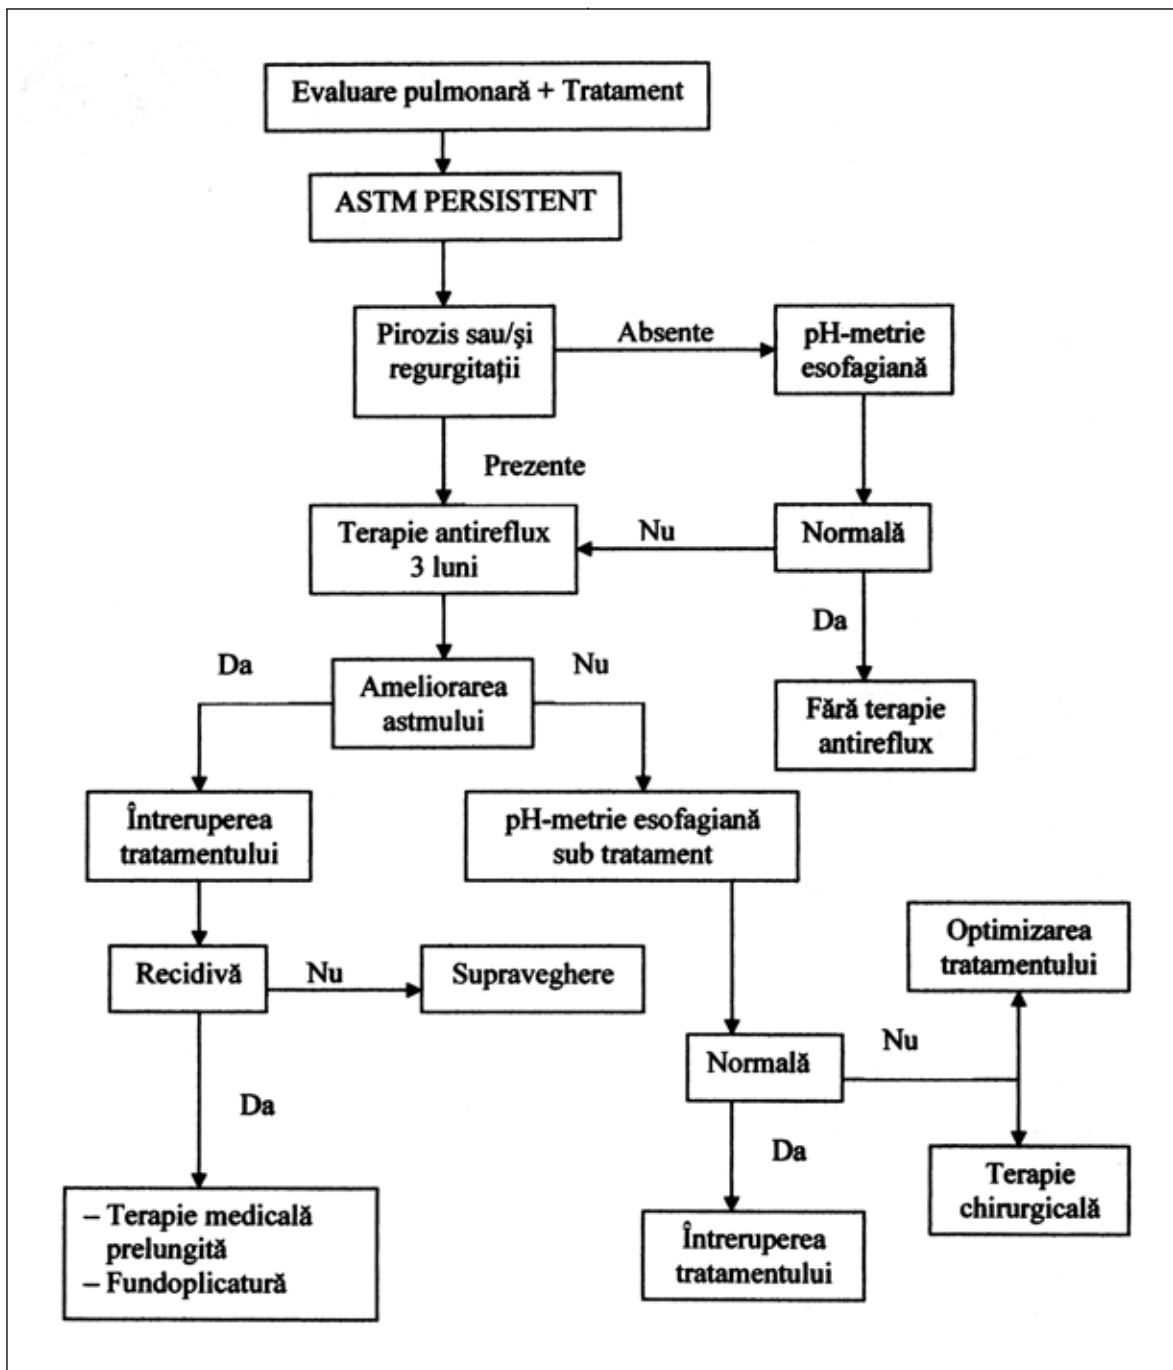 Evaluare pulmonară + Tratament
ASTM PERSISTENT
Pirozis sau/şi
regurgitaţii
Absente
pH-metrie
esofagiană
Prezente
Terapie antireflux
3 luni
Nu
Normală
Da
Da
Ameliorarea
astmului
Nu
Fără terapie
antireflux
Întreruperea
tratamentului
pH-metrie esofagiană
sub tratament
Recidivă
Nu
Supraveghere
Optimizarea
tratamentului
Normală
Nu
Da
Da
Terapie
chirurgicală
– Terapie medicală
prelungită
– Fundoplicatură
Întreruperea
tratamentului